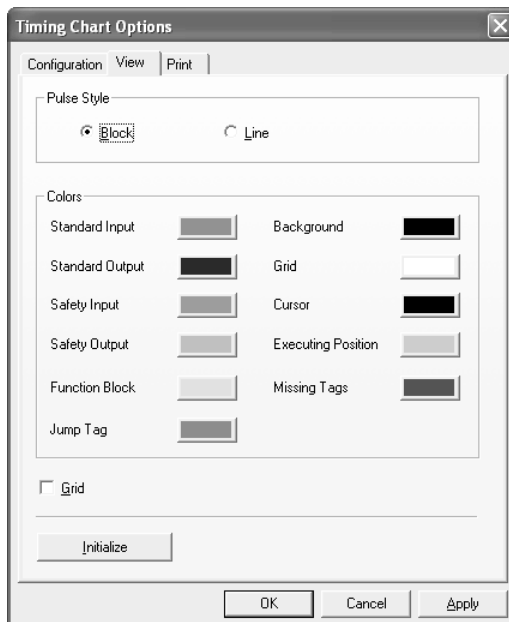 Timing Chart Options
Configuration View Print
Pulse Style
Block Line
Colors
Standard Input Background
Standard Output Grid
Safety Input Cursor
Safety Output Executing Position
Function Block Missing Tags
Jump Tag
Grid
Initialize
OK Cancel Apply